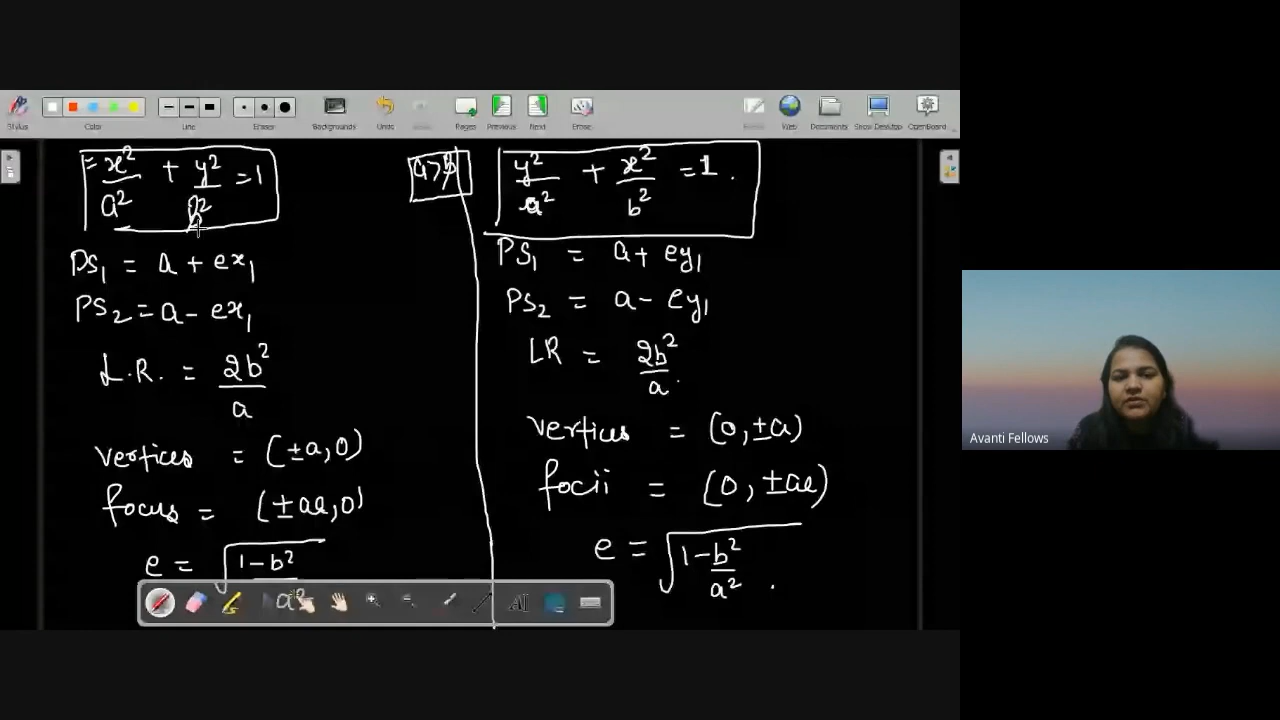 Stylus Color Line Eraser Backgrounds Undo Pages Previous Next Erase Web Documents Show Desktop OpenBoard
= x²/a² + y²/b² = 1
PS₁ = a + ex₁
PS₂ = a - ex₁
L.R. = 2b²/a
vertices = (±a, 0)
focus = (±ae, 0)
e = √(1 - b²/a²)
a > b
y²/a² + x²/b² = 1.
PS₁ = a + ey₁
PS₂ = a - ey₁
LR = 2b²/a.
vertices = (0, ±a)
focii = (0, ±ae)
e = √(1 - b²/a²) .
Avanti Fellows